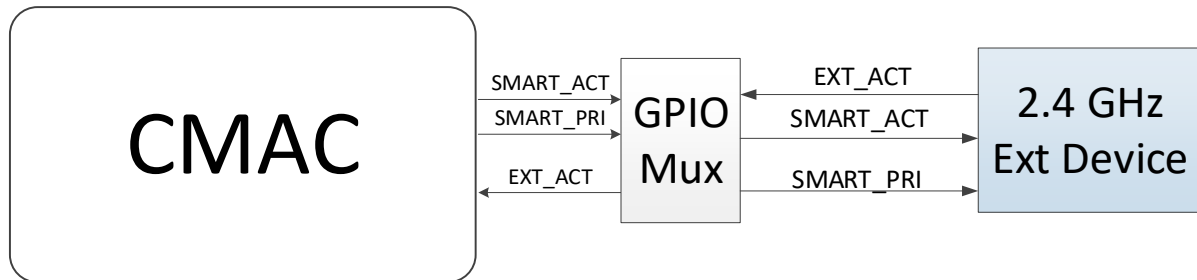 CMAC
SMART_ACT
SMART_PRI
EXT_ACT
GPIO
Mux
EXT_ACT
SMART_ACT
SMART_PRI
2.4 GHz
Ext Device